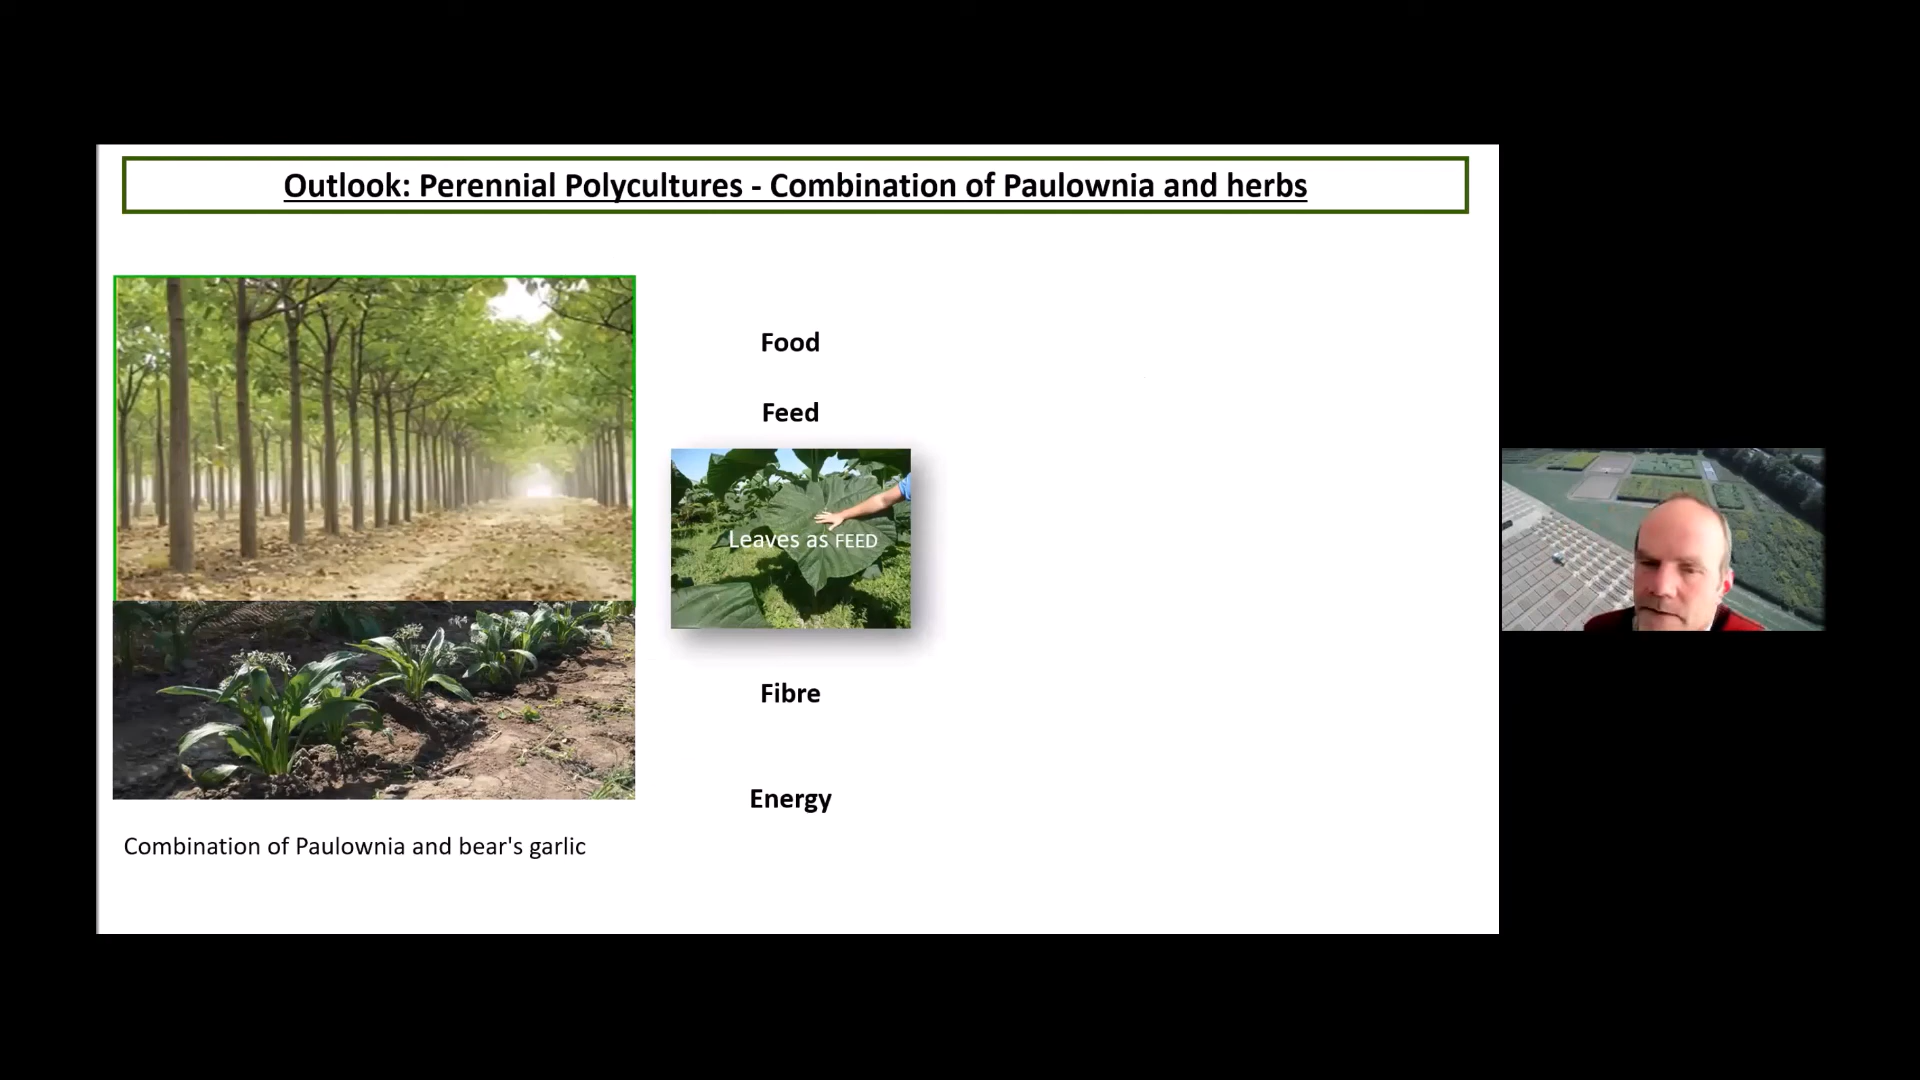 Outlook: Perennial Polycultures - Combination of Paulownia and herbs
Food
Feed
Leaves as FEED
Fibre
Energy
Combination of Paulownia and bear's garlic